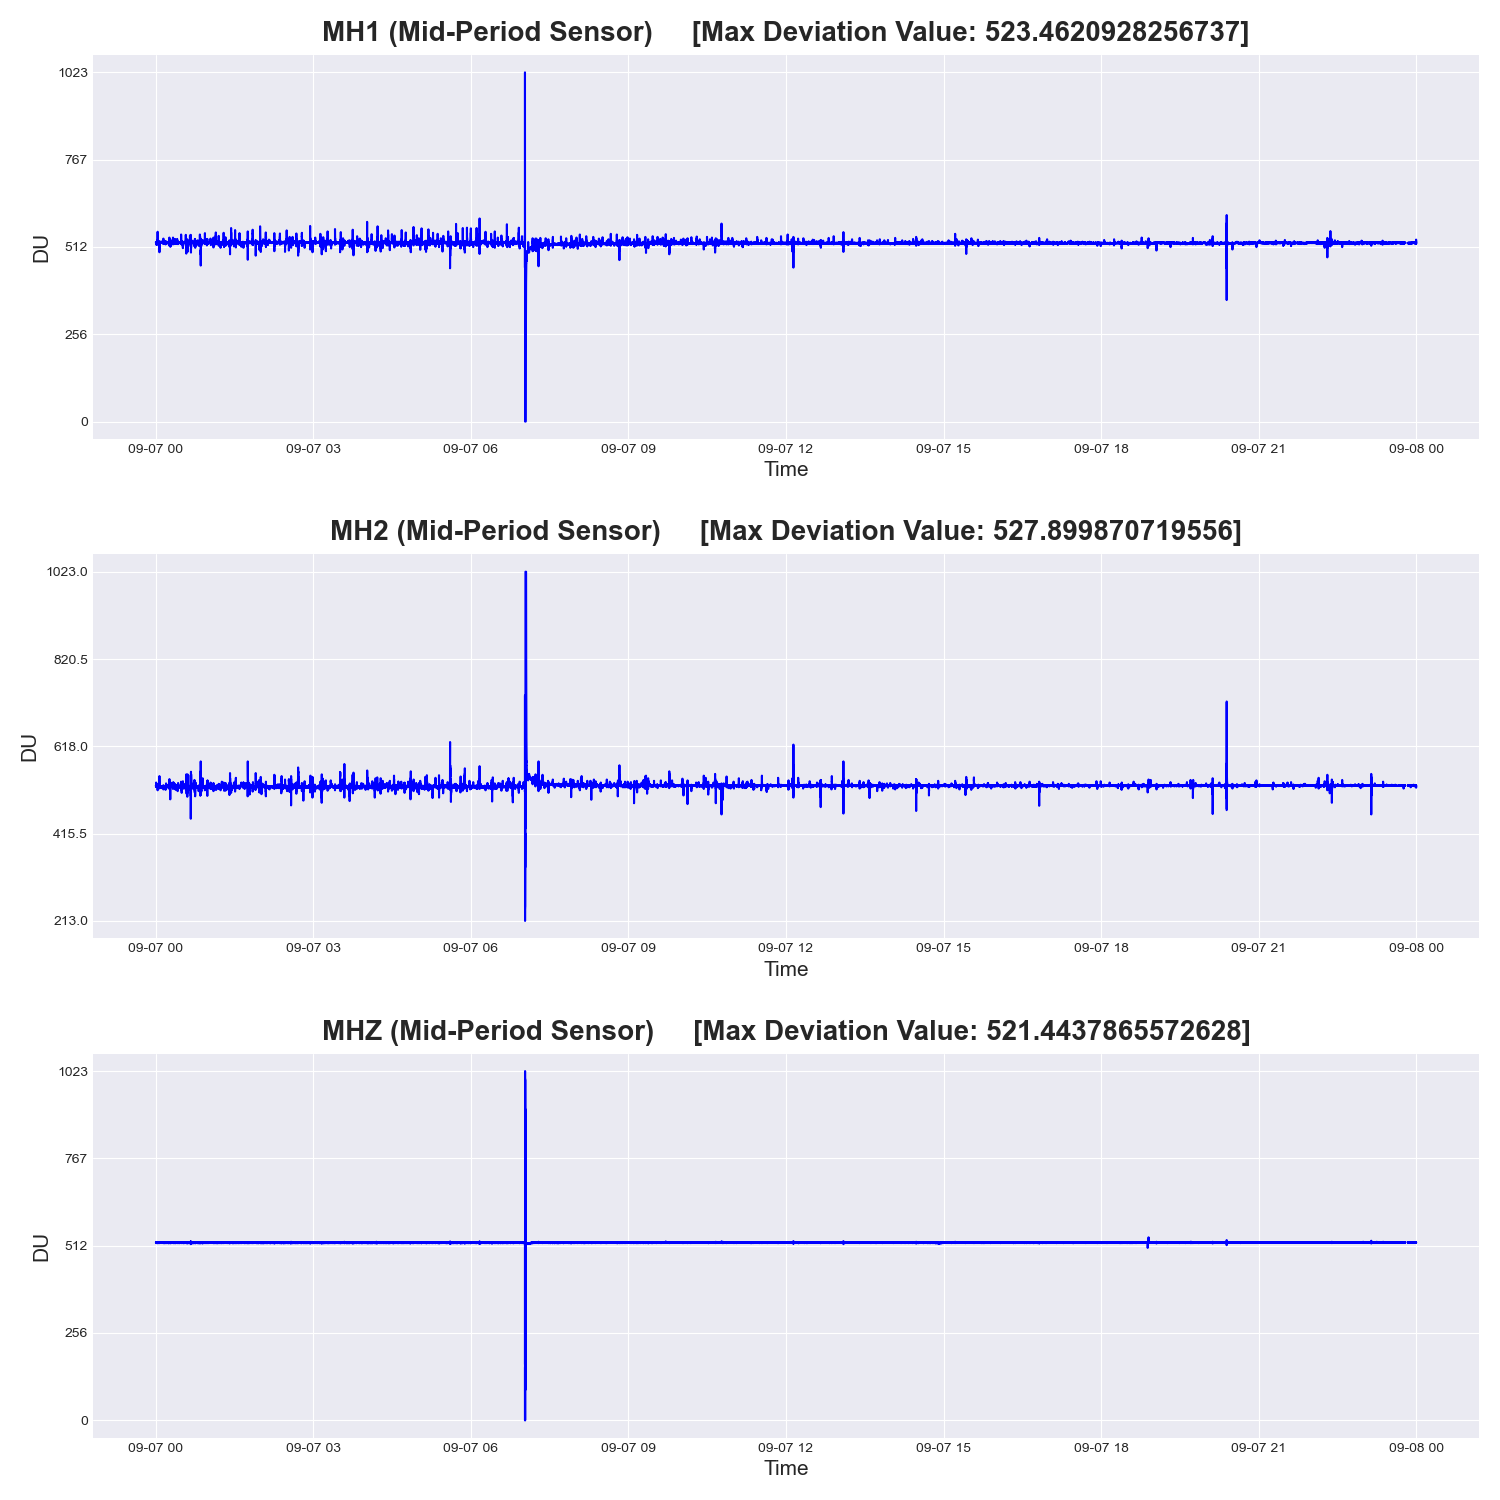 MH1 (Mid-Period Sensor) [Max Deviation Value: 523.4620928256737]
1023
767
512
256
0
DU
09-07 00 09-07 03 09-07 06 09-07 09 09-07 12 09-07 15 09-07 18 09-07 21 09-08 00
Time
MH2 (Mid-Period Sensor) [Max Deviation Value: 527.899870719556]
1023.0
820.5
618.0
415.5
213.0
DU
09-07 00 09-07 03 09-07 06 09-07 09 09-07 12 09-07 15 09-07 18 09-07 21 09-08 00
Time
MHZ (Mid-Period Sensor) [Max Deviation Value: 521.4437865572628]
1023
767
512
256
0
DU
09-07 00 09-07 03 09-07 06 09-07 09 09-07 12 09-07 15 09-07 18 09-07 21 09-08 00
Time